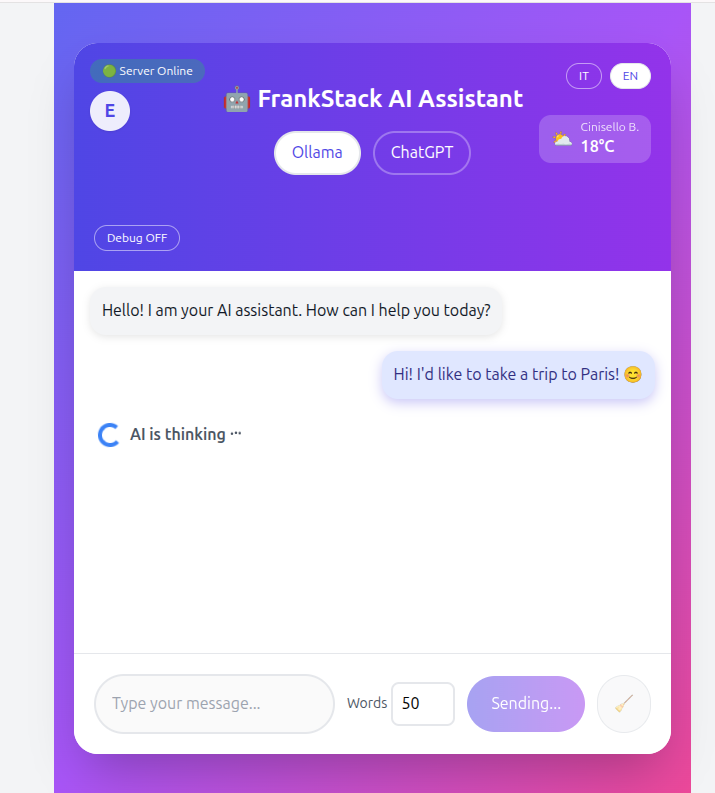 🟢 Server Online
IT
EN
E
🤖 FrankStack AI Assistant
Cinisello B.
18°C
Ollama
ChatGPT
Debug OFF
Hello! I am your AI assistant. How can I help you today?
Hi! I'd like to take a trip to Paris! 😊
AI is thinking ...
Type your message...
Words
50
Sending...